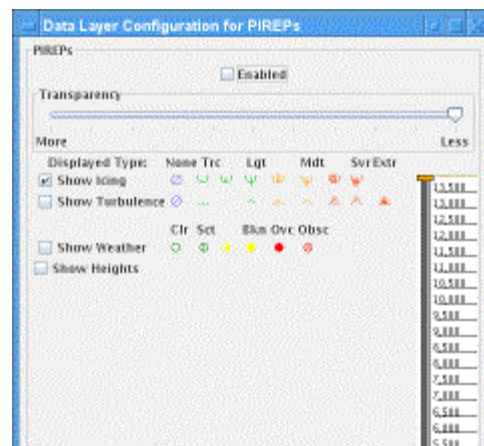 Data Layer Configuration for PIREPs
PIREPs
Enabled
Transparency
More Less
Displayed Type: None Trc Lgt Mdt Svr Extr
Show Icing
Show Turbulence
Clr Sct Bkn Ovc Obsc
Show Weather
Show Heights
13,500
13,000
12,500
12,000
11,500
11,000
10,500
10,000
9,500
9,000
8,500
8,000
7,500
7,000
6,500
6,000
5,500